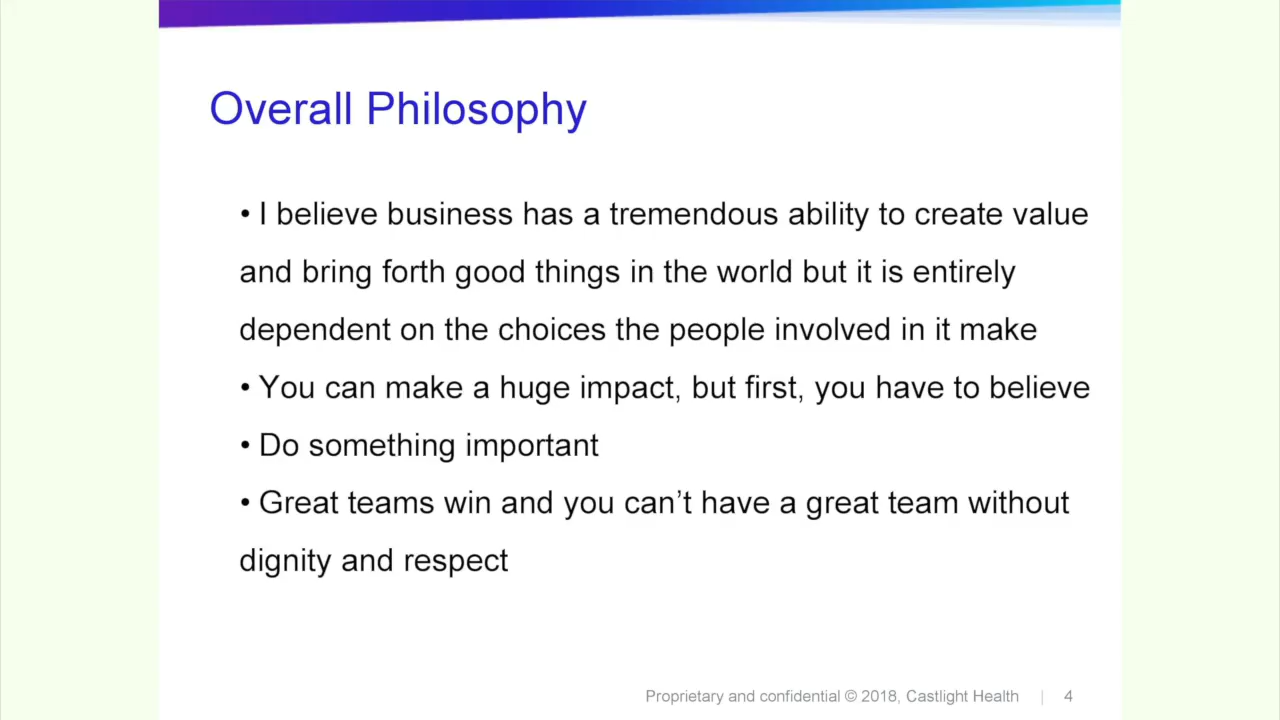 Overall Philosophy
• I believe business has a tremendous ability to create value
and bring forth good things in the world but it is entirely
dependent on the choices the people involved in it make
• You can make a huge impact, but first, you have to believe
• Do something important
• Great teams win and you can’t have a great team without
dignity and respect
Proprietary and confidential © 2018, Castlight Health | 4